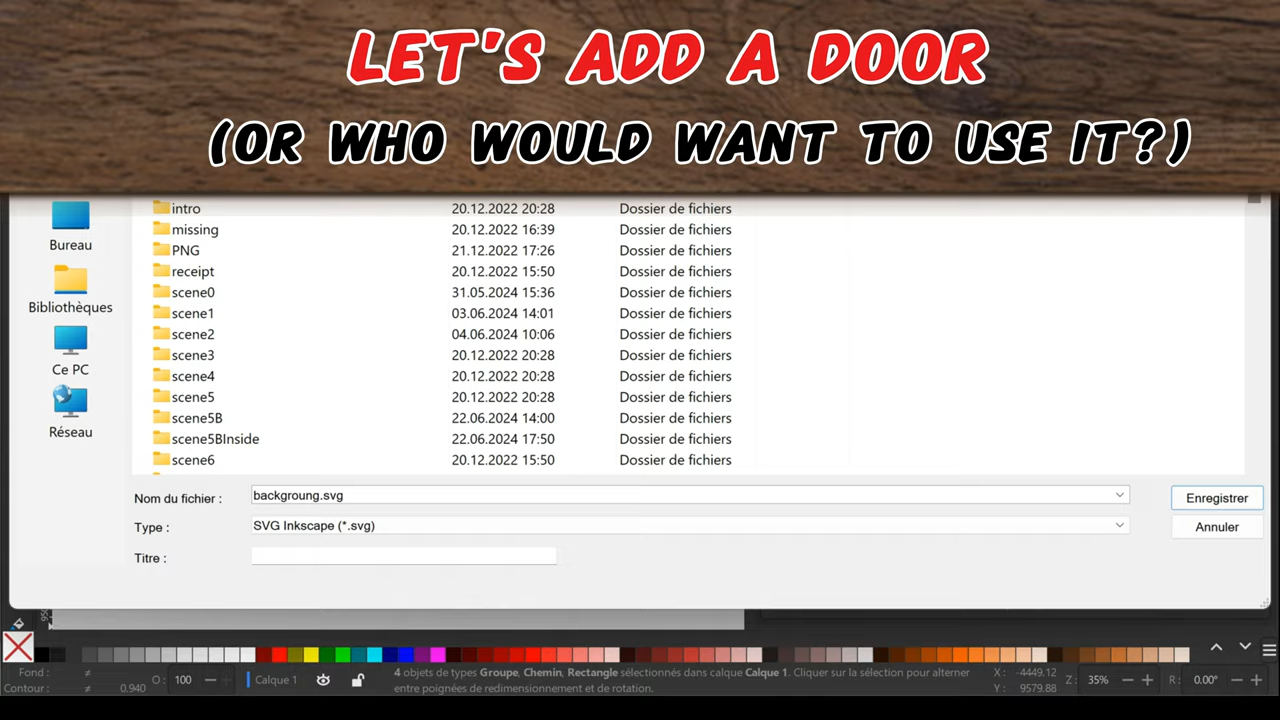 LET'S ADD A DOOR
(OR WHO WOULD WANT TO USE IT?)
intro 20.12.2022 20:28 Dossier de fichiers
Bureau
missing 20.12.2022 16:39 Dossier de fichiers
PNG 21.12.2022 17:26 Dossier de fichiers
receipt 20.12.2022 15:50 Dossier de fichiers
Bibliothèques
scene0 31.05.2024 15:36 Dossier de fichiers
scene1 03.06.2024 14:01 Dossier de fichiers
scene2 04.06.2024 10:06 Dossier de fichiers
Ce PC
scene3 20.12.2022 20:28 Dossier de fichiers
scene4 20.12.2022 20:28 Dossier de fichiers
scene5 20.12.2022 20:28 Dossier de fichiers
Réseau
scene5B 22.06.2024 14:00 Dossier de fichiers
scene5BInside 22.06.2024 17:50 Dossier de fichiers
scene6 20.12.2022 15:50 Dossier de fichiers
Nom du fichier : backgroung.svg Enregistrer
Type : SVG Inkscape (*.svg) Annuler
Titre :
Fond : ≠
Contour : ≠ 0.940
O : 100
Calque 1
4 objets de types Groupe, Chemin, Rectangle sélectionnés dans calque Calque 1. Cliquer sur la sélection pour alterner
entre poignées de redimensionnement et de rotation.
X : -4449.12
Y : 9579.88
Z : 35%
R : 0.00°